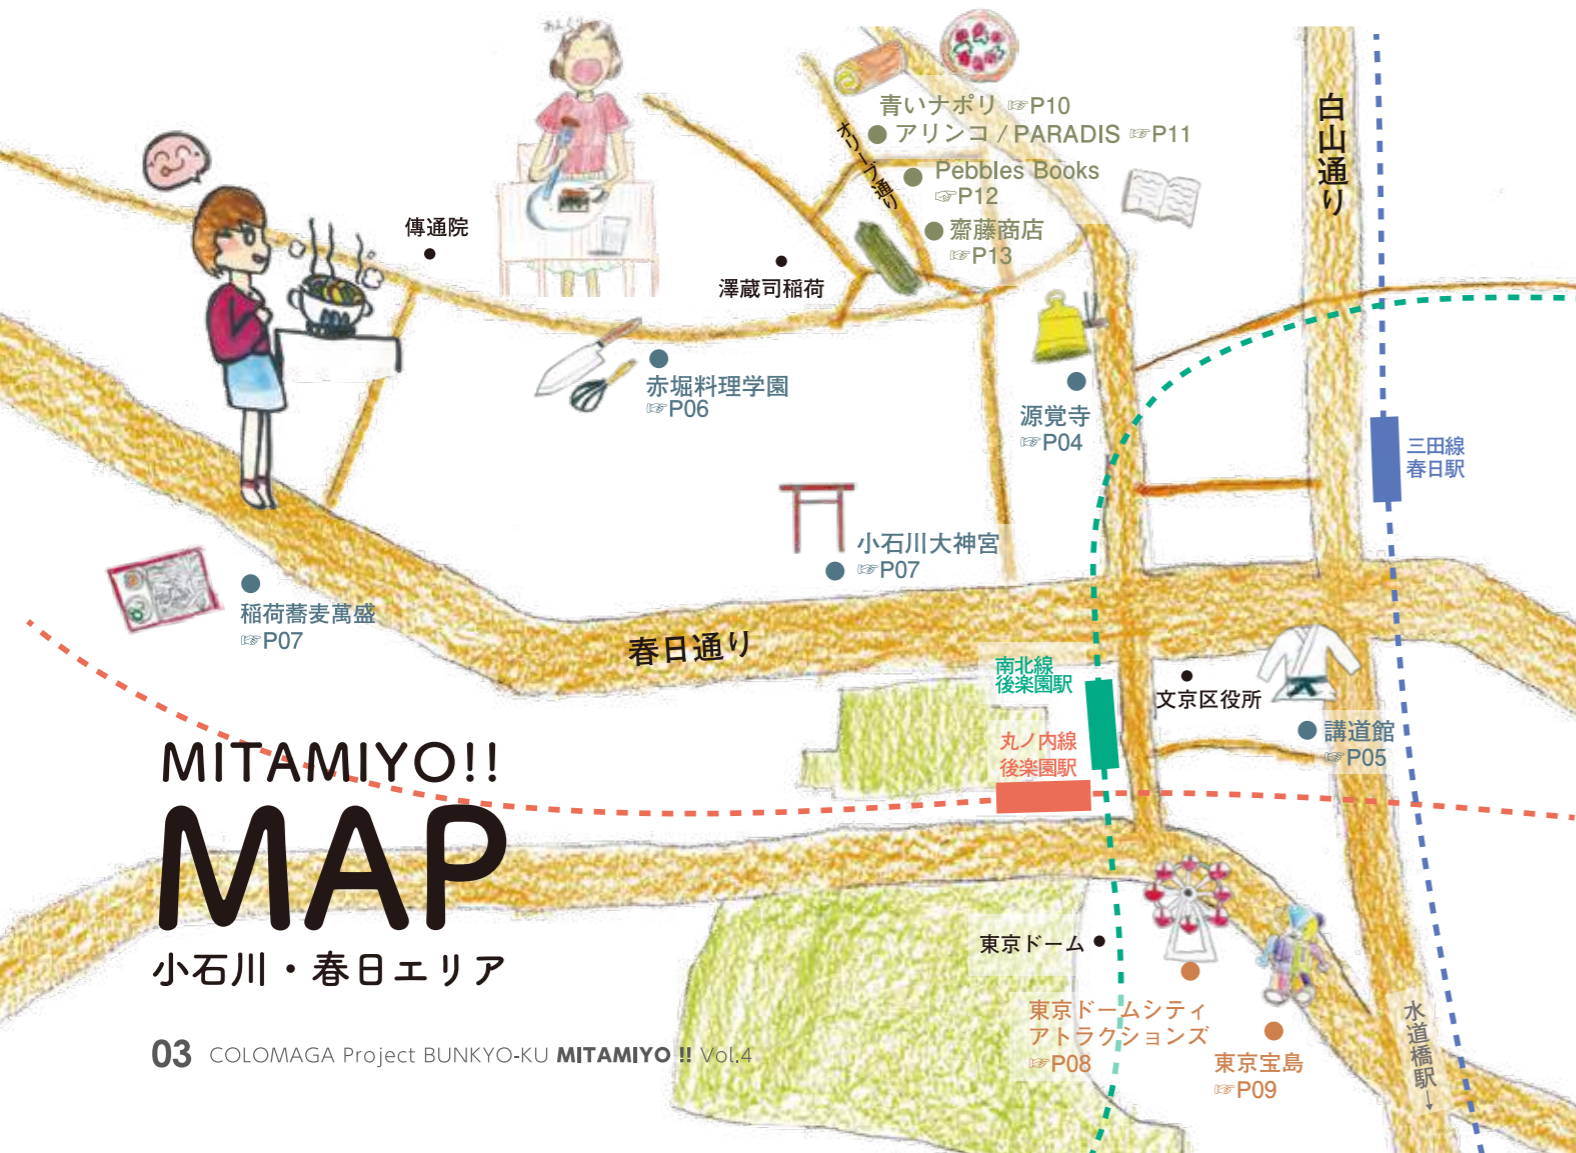 あんぐり
青いナポリ ☞P10
アリンコ / PARADIS ☞P11
オリーブ通り
Pebbles Books
☞P12
齋藤商店
☞P13
白山通り
傳通院
澤蔵司稲荷
赤堀料理学園
☞P06
源覚寺
☞P04
三田線
春日駅
小石川大神宮
☞P07
稲荷蕎麦萬盛
☞P07
春日通り
南北線
後楽園駅
文京区役所
講道館
☞P05
丸ノ内線
後楽園駅
MITAMIYO!!
MAP
小石川・春日エリア
東京ドーム
東京ドームシティ
アトラクションズ
☞P08
東京宝島
☞P09
水道橋駅→
03 COLOMAGA Project BUNKYO-KU MITAMIYO !! Vol.4